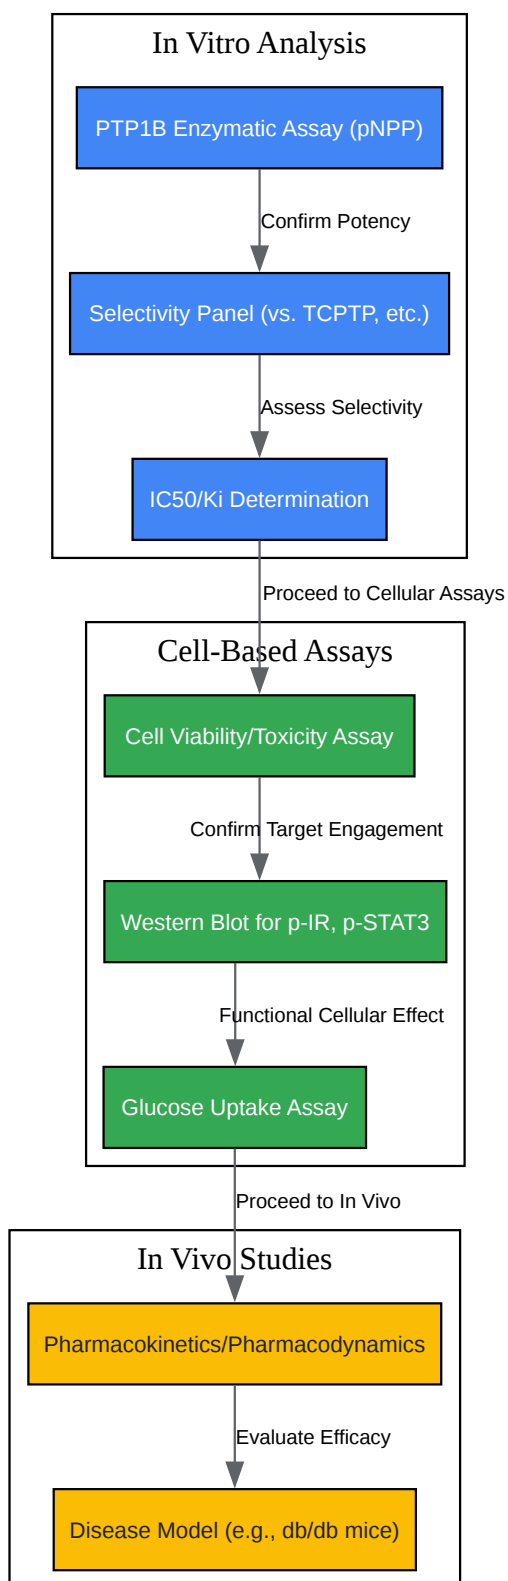 In Vitro Analysis
PTP1B Enzymatic Assay (pNPP)
Confirm Potency
Selectivity Panel (vs. TCPTP, etc.)
Assess Selectivity
IC50/Ki Determination
Proceed to Cellular Assays
Cell-Based Assays
Cell Viability/Toxicity Assay
Confirm Target Engagement
Western Blot for p-IR, p-STAT3
Functional Cellular Effect
Glucose Uptake Assay
Proceed to In Vivo
In Vivo Studies
Pharmacokinetics/Pharmacodynamics
Evaluate Efficacy
Disease Model (e.g., db/db mice)